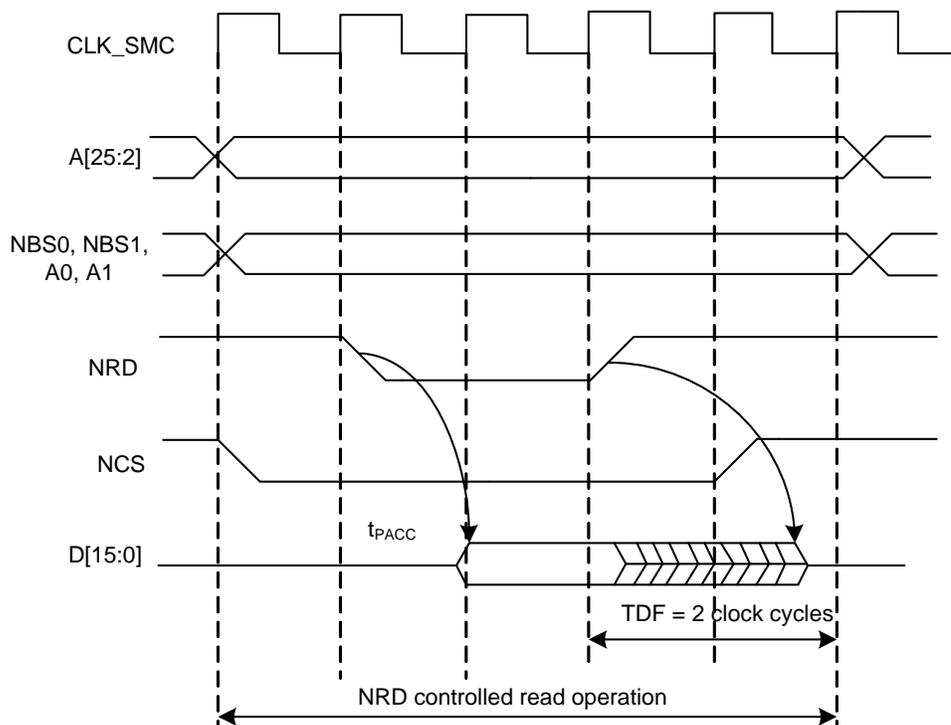 CLK_SMC
A[25:2]
NBS0, NBS1,
A0, A1
NRD
NCS
tPACC
D[15:0]
TDF = 2 clock cycles
NRD controlled read operation